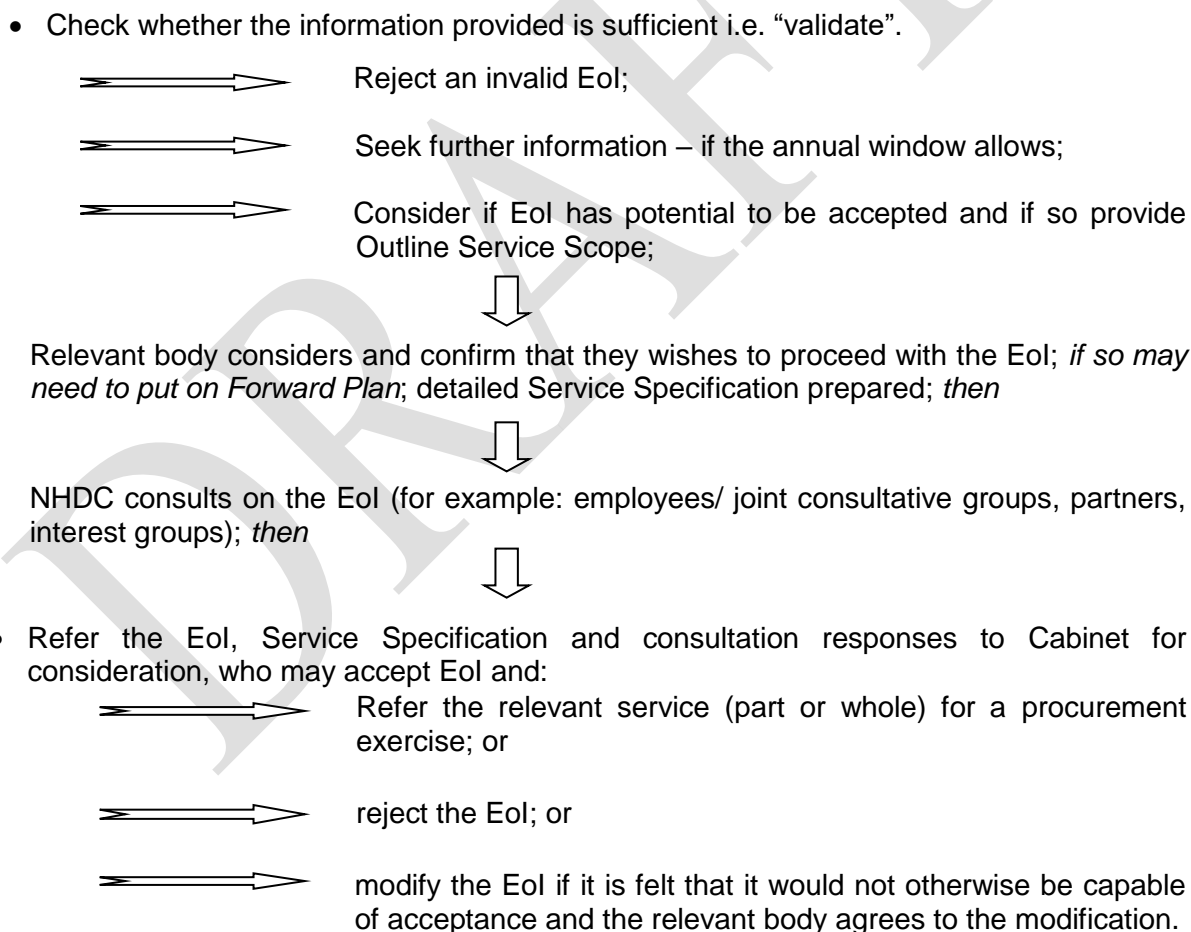 • Check whether the information provided is sufficient i.e. “validate”.
Reject an invalid EoI;
Seek further information – if the annual window allows;
Consider if EoI has potential to be accepted and if so provide
Outline Service Scope;
Relevant body considers and confirm that they wishes to proceed with the EoI; if so may
need to put on Forward Plan; detailed Service Specification prepared; then
NHDC consults on the EoI (for example: employees/ joint consultative groups, partners,
interest groups); then
• Refer the EoI, Service Specification and consultation responses to Cabinet for
consideration, who may accept EoI and:
Refer the relevant service (part or whole) for a procurement
exercise; or
reject the EoI; or
modify the EoI if it is felt that it would not otherwise be capable
of acceptance and the relevant body agrees to the modification.
DRAFT